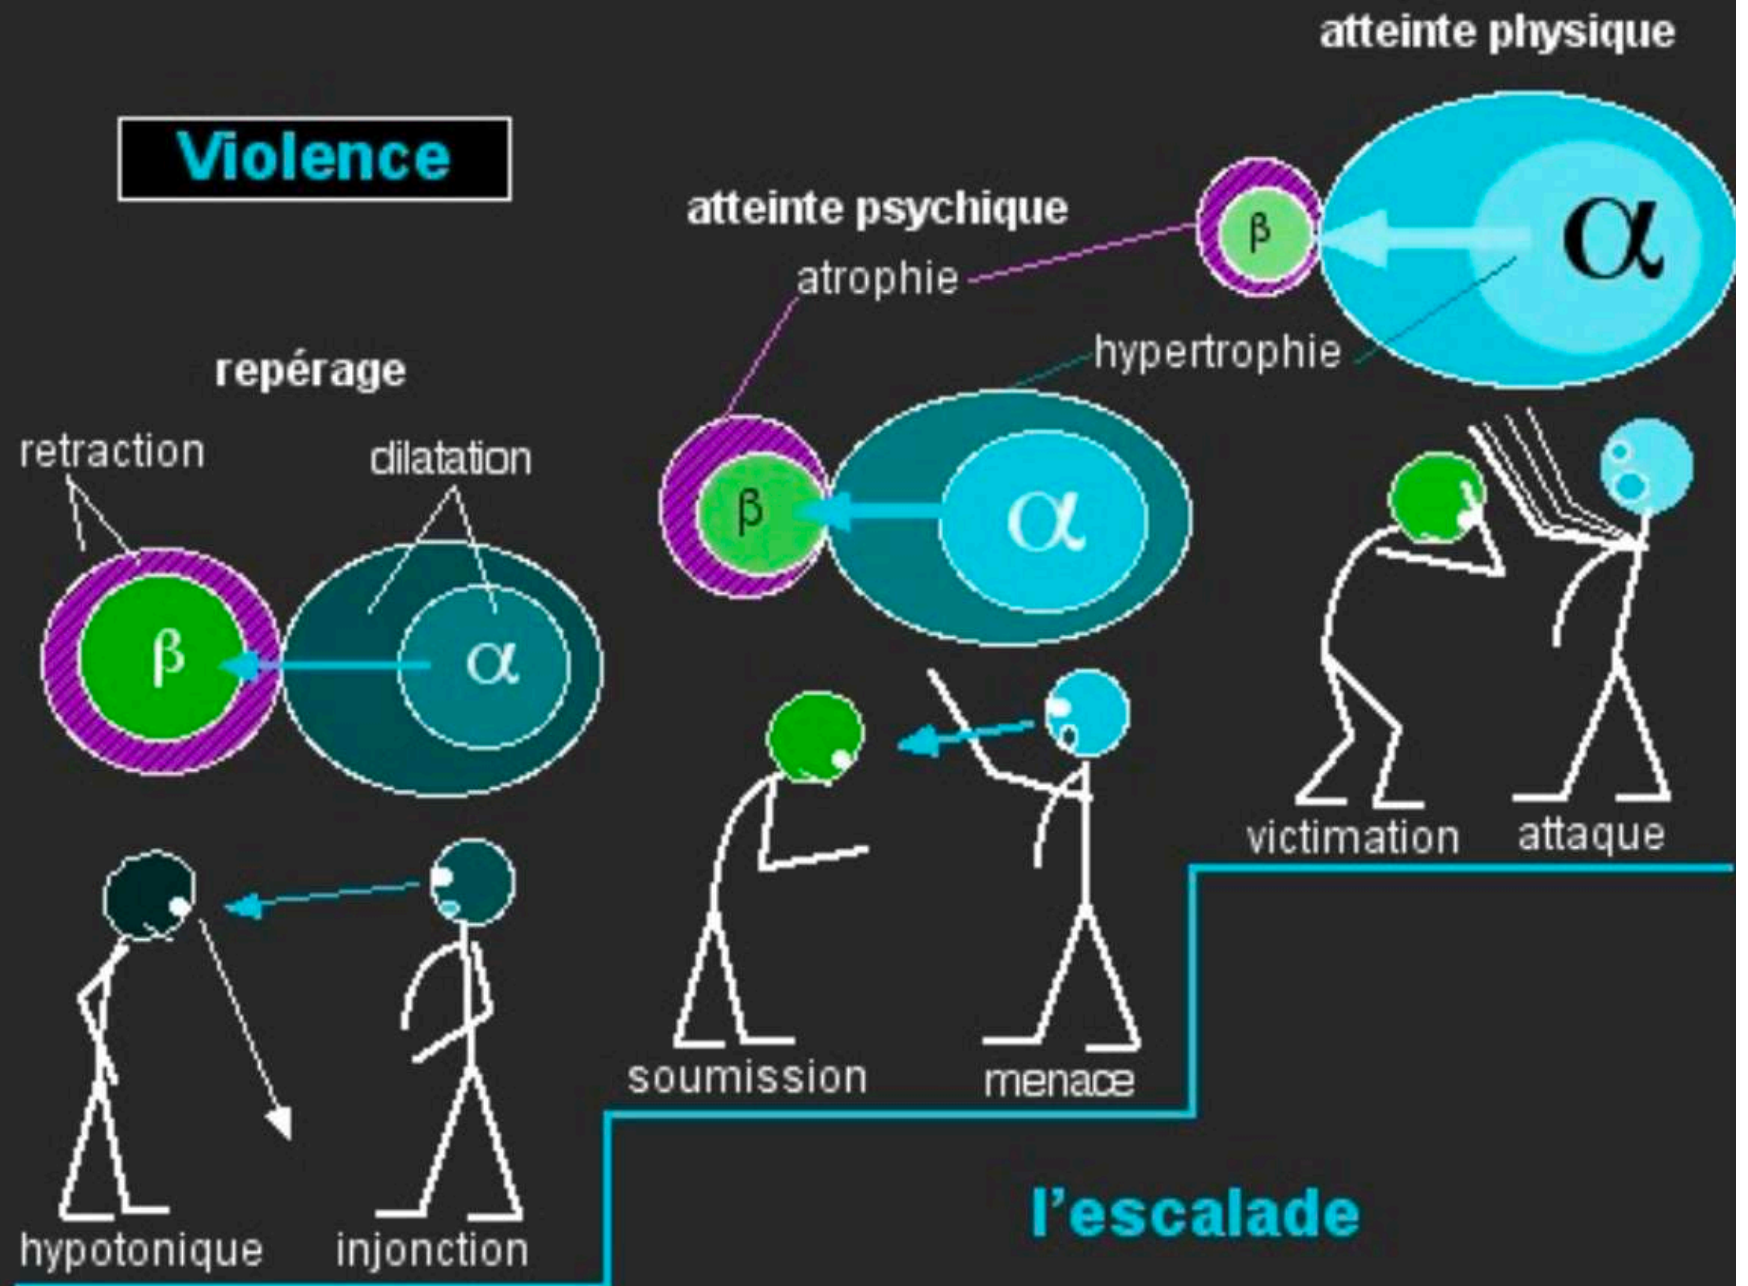 atteinte physique
Violence
α
β
atteinte psychique
atrophie
hypertrophie
repérage
retraction
dilatation
β
α
β
α
victimation
attaque
soumission
menace
l'escalade
hypotonique
injonction